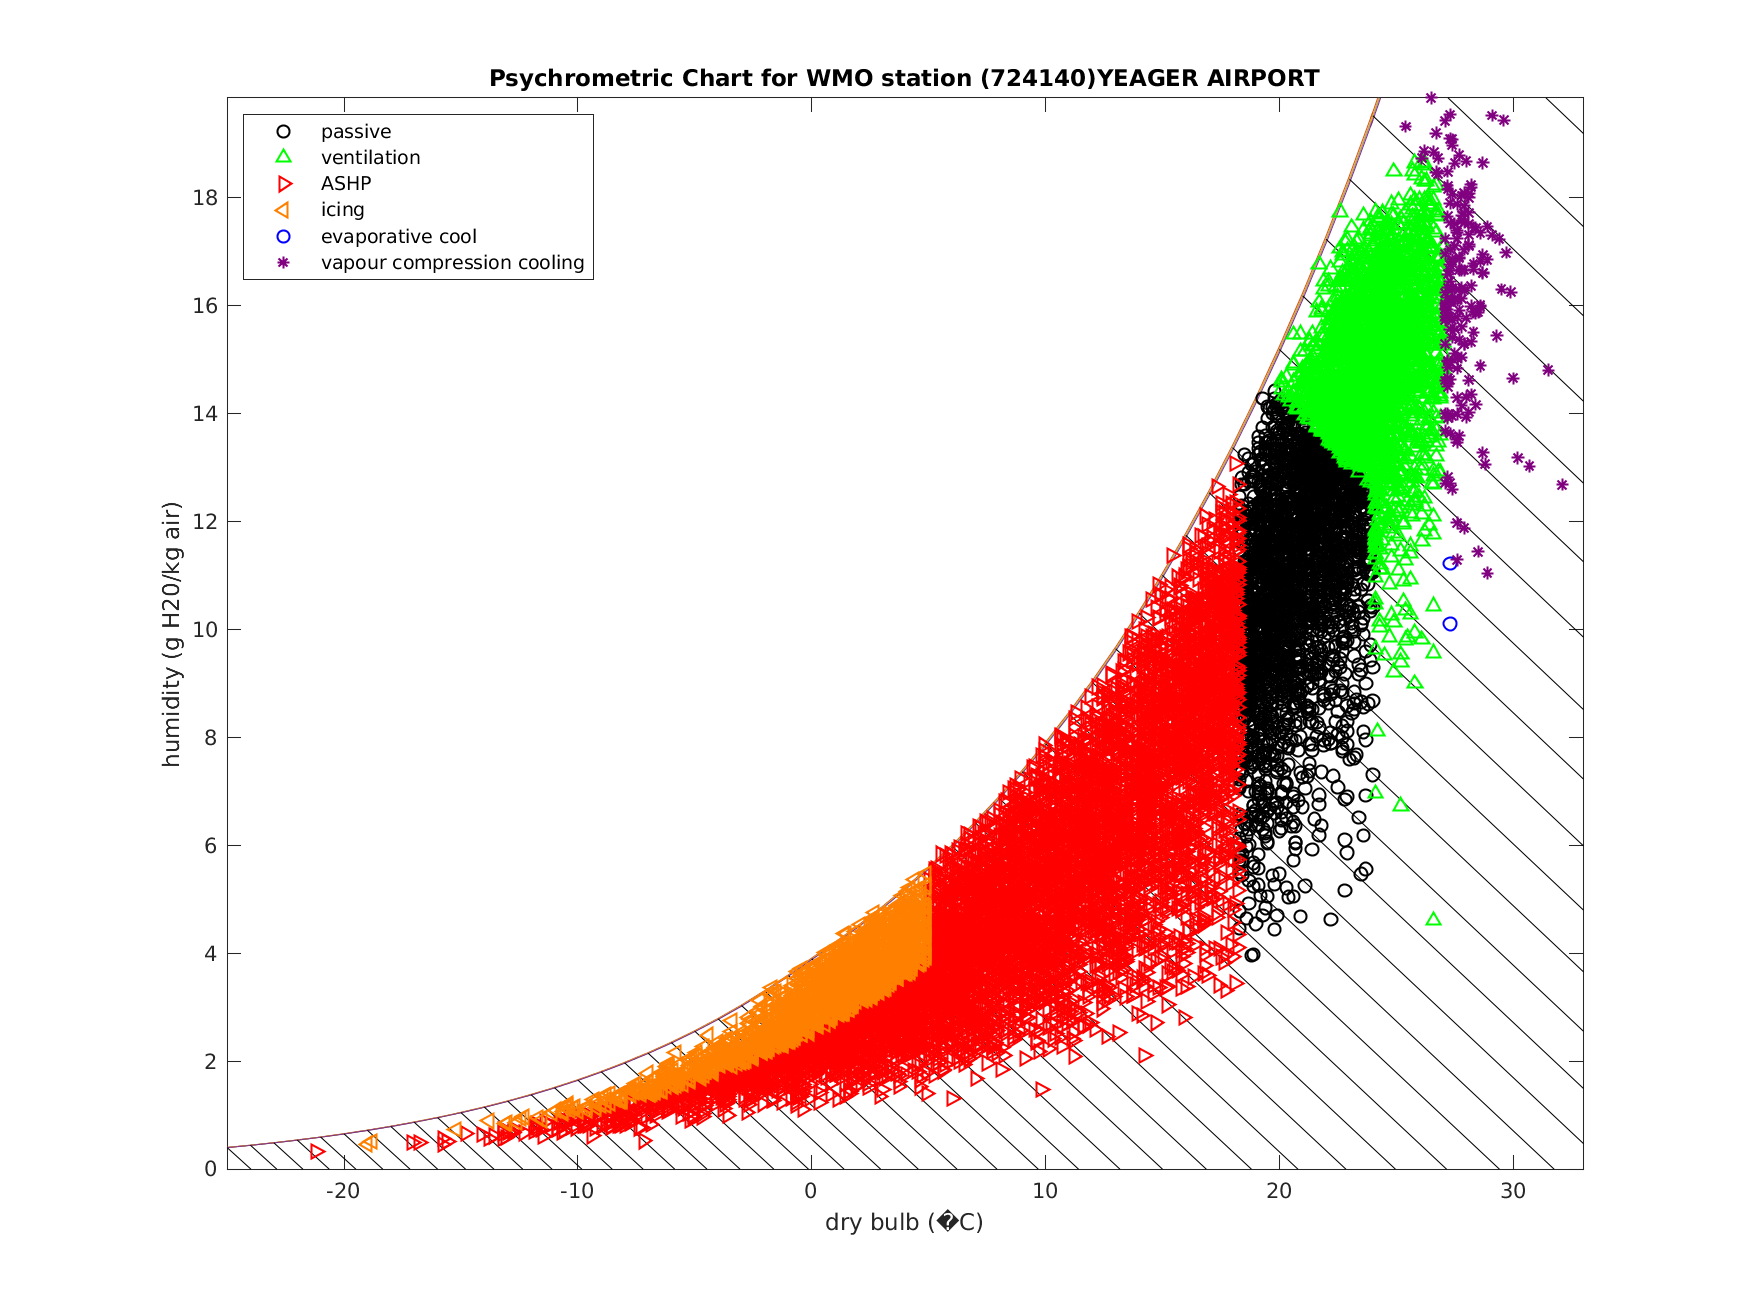 Psychrometric Chart for WMO station (724140)YEAGER AIRPORT
passive
ventilation
ASHP
icing
evaporative cool
vapour compression cooling
humidity (g H20/kg air)
18
16
14
12
10
8
6
4
2
0
-20 -10 0 10 20 30
dry bulb (�C)